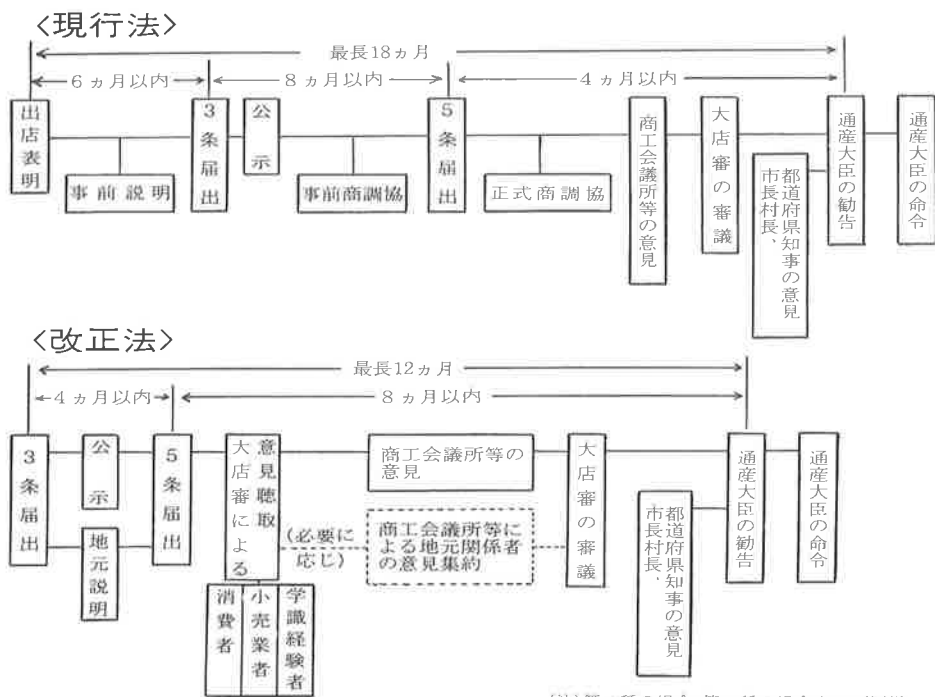 <現行法>
最長18ヵ月
6ヵ月以内
8ヵ月以内
4ヵ月以内
出店表明
事前説明
3条届出
公示
事前商調協
5条届出
正式商調協
商工会議所等の意見
大店審の審議
都道府県知事の意見
市長村長、
通産大臣の勧告
通産大臣の命令
<改正法>
最長12ヵ月
4ヵ月以内
8ヵ月以内
3条届出
公示
地元説明
5条届出
意見聴取
大店審による
消費者
小売業者
学識経験者
(必要に
応じ)
商工会議所等の
意見
商工会議所等に
よる地元関係者
の意見集約
大店審の審議
都道府県知事の意見
市長村長、
通産大臣の勧告
通産大臣の命令